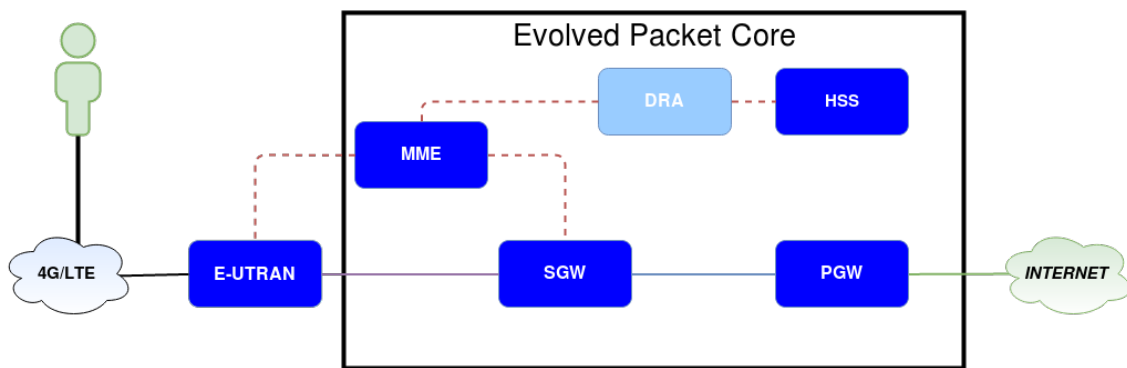 Evolved Packet Core
DRA
HSS
MME
4G/LTE
E-UTRAN
SGW
PGW
INTERNET